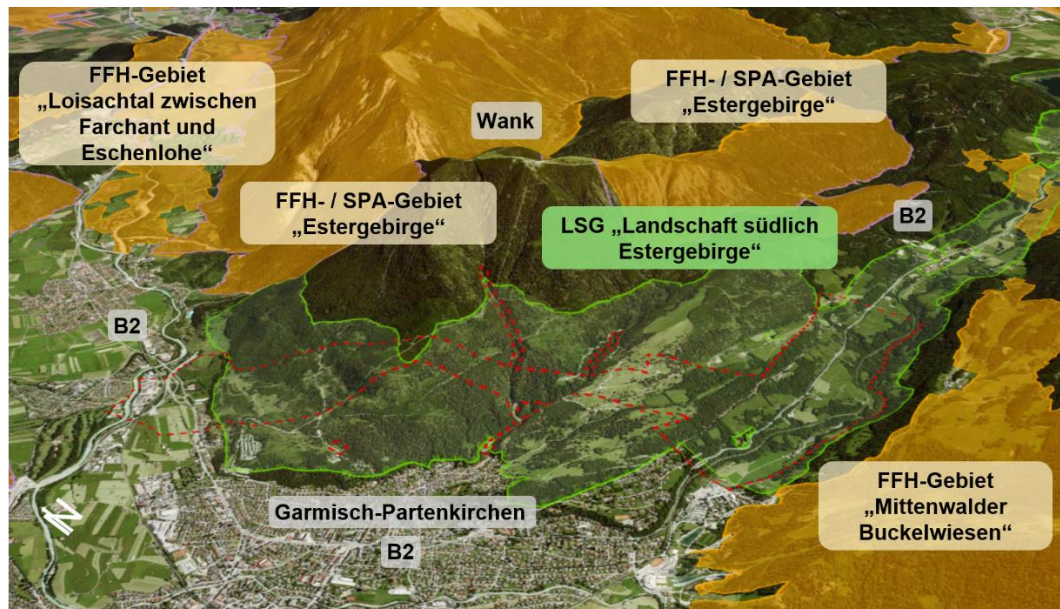 FFH-Gebiet
„Loisachtal zwischen
Farchant und
Eschenlohe“
FFH- / SPA-Gebiet
„Estergebirge“
Wank
FFH- / SPA-Gebiet
„Estergebirge“
LSG „Landschaft südlich
Estergebirge“
B2
B2
FFH-Gebiet
„Mittenwalder
Buckelwiesen“
Garmisch-Partenkirchen
B2
N